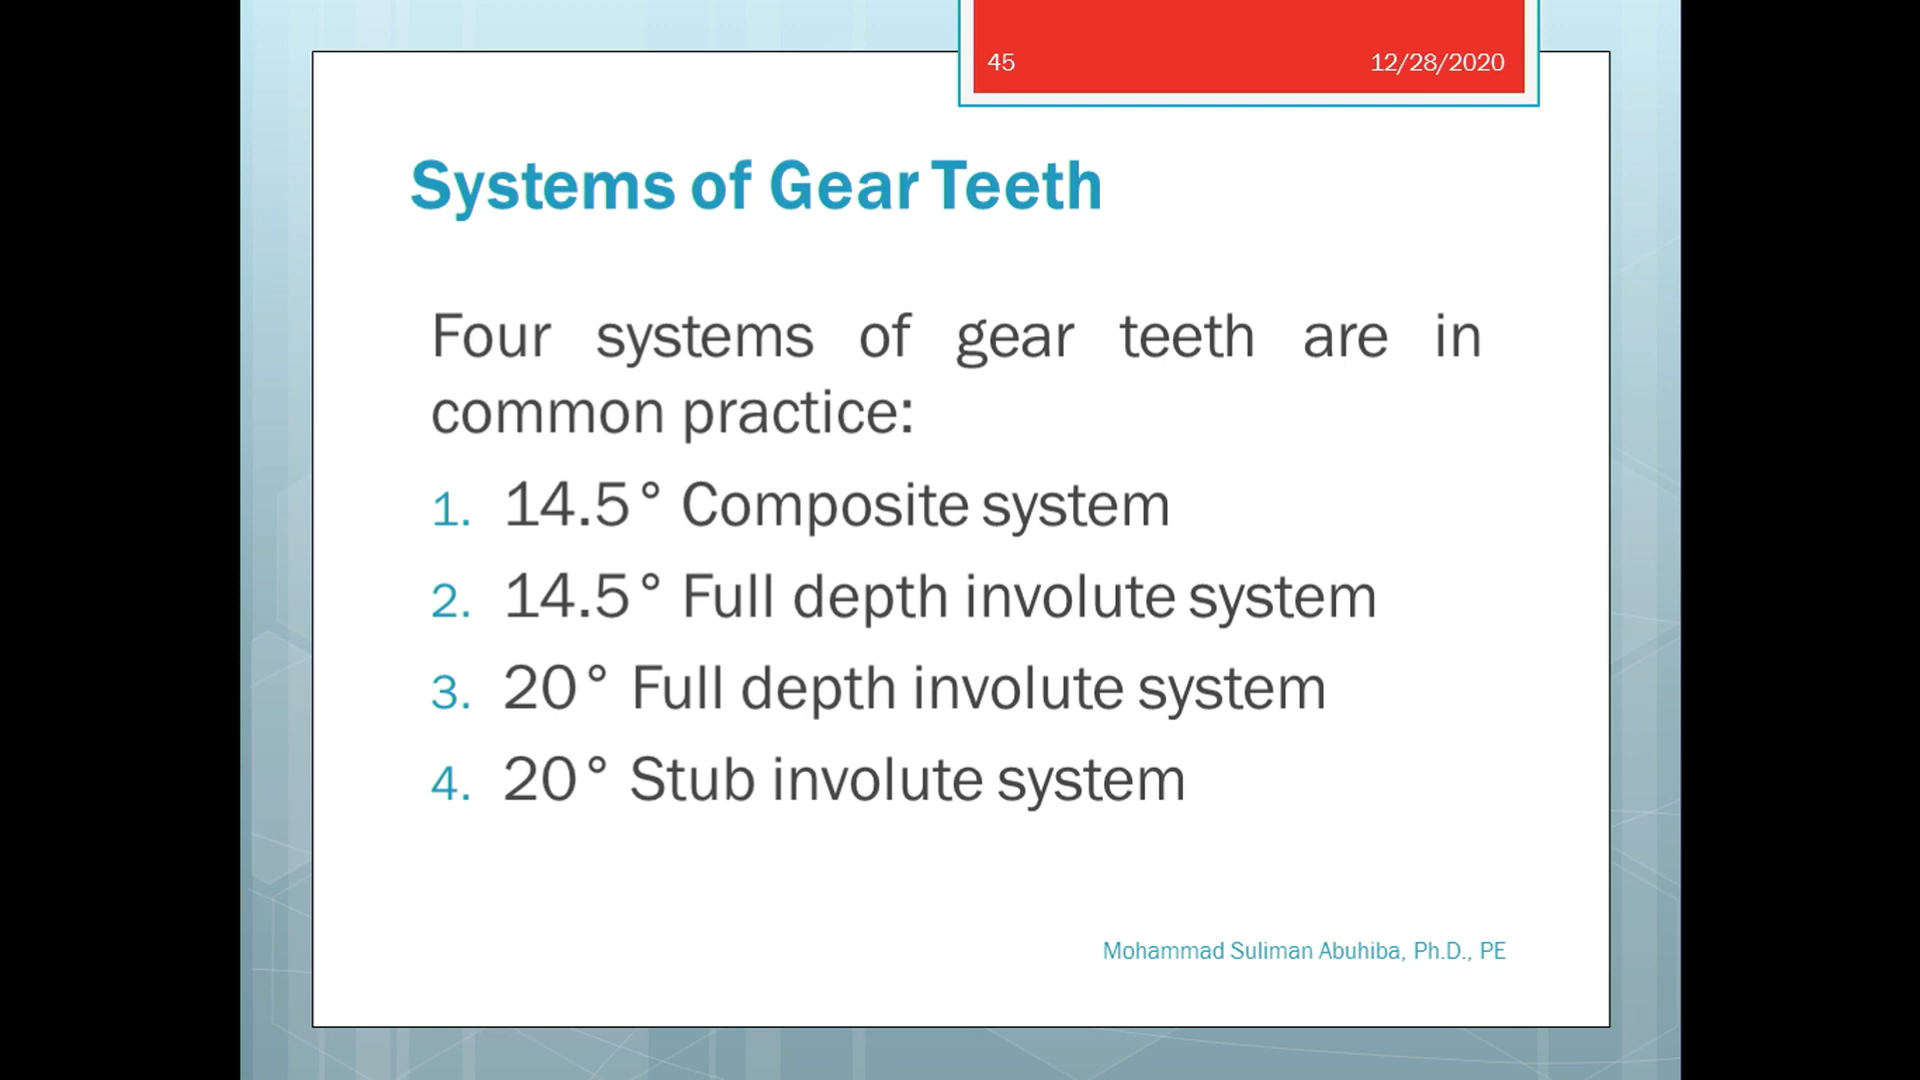 45 12/28/2020
Systems of Gear Teeth
Four systems of gear teeth are in
common practice:
1. 14.5° Composite system
2. 14.5° Full depth involute system
3. 20° Full depth involute system
4. 20° Stub involute system
Mohammad Suliman Abuhiba, Ph.D., PE